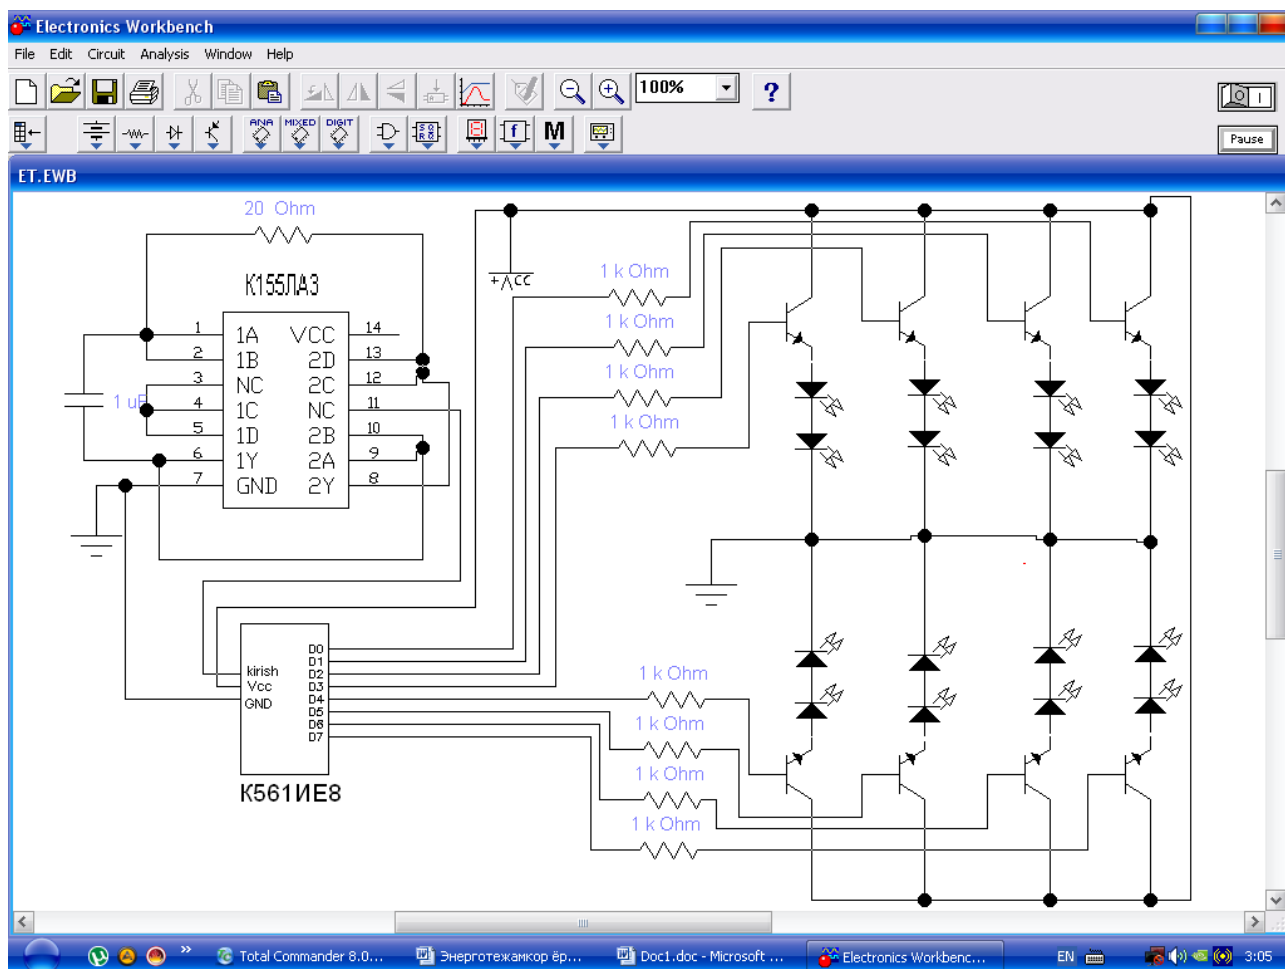 Electronics Workbench
File Edit Circuit Analysis Window Help
100%
?
ANA MIXED DIGIT
M
Pause
ET.EWB
20 Ohm
К155ЛА3
1 1A VCC 14
2 1B 2D 13
3 NC 2C 12
4 1C NC 11
5 1D 2B 10
6 1Y 2A 9
7 GND 2Y 8
1 uF
1 k Ohm
1 k Ohm
1 k Ohm
1 k Ohm
kirish
Vcc
GND
D0
D1
D2
D3
D4
D5
D6
D7
К561ИЕ8
1 k Ohm
1 k Ohm
1 k Ohm
1 k Ohm
Total Commander 8.0... Энерготежамкор ёр... Doc1.doc - Microsoft ... Electronics Workbenc... EN 3:05